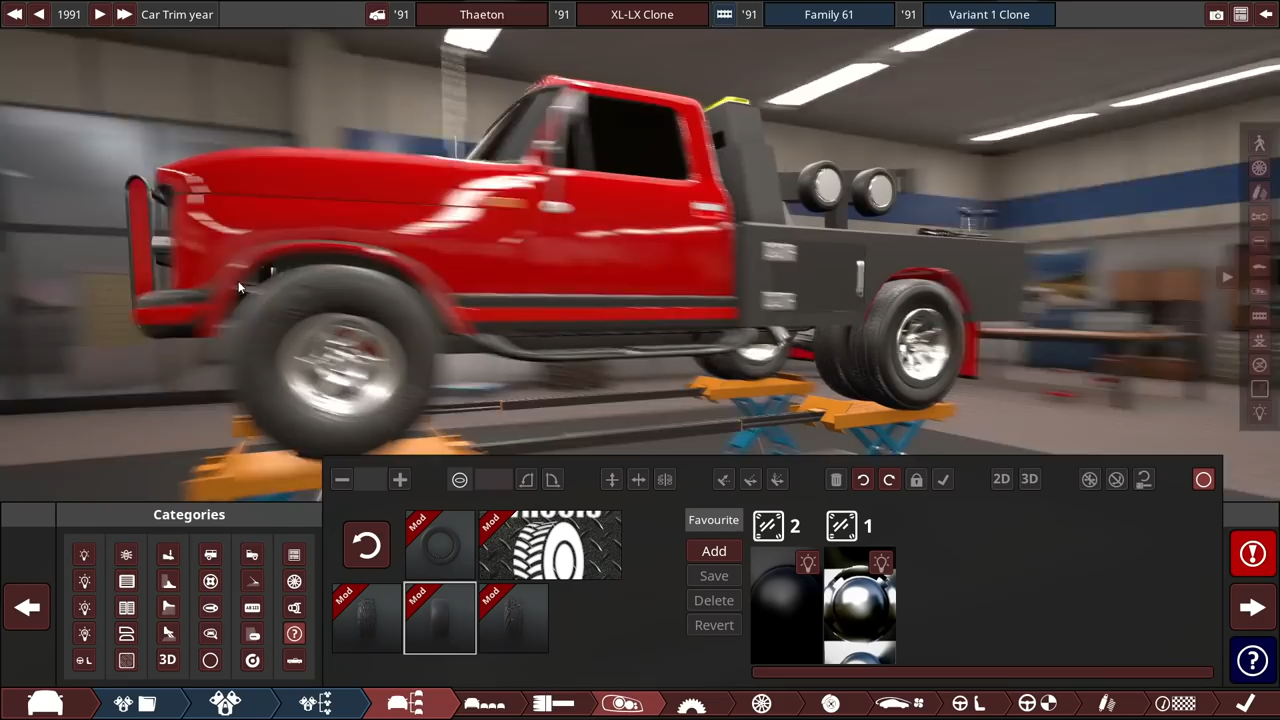 1991 Car Trim year '91 Thaeton '91 XL-LX Clone '91 Family 61 '91 Variant 1 Clone
2D 3D
Categories
Mod Mod
Favourite 2 1
Add
Save
Mod Mod Mod
Delete
Revert
L
3D